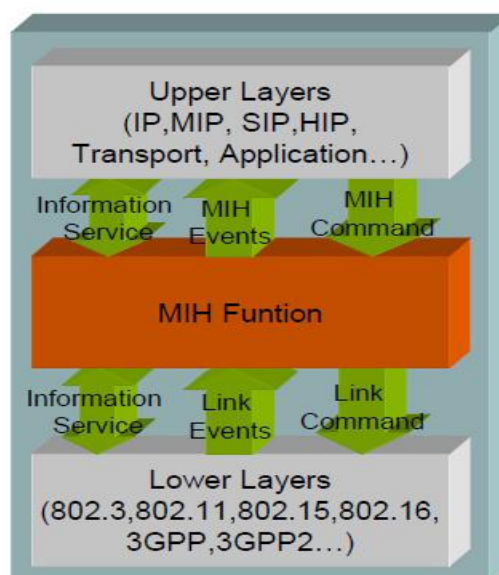 Upper Layers
(IP,MIP, SIP,HIP,
Transport, Application...)
Information
Service
MIH
Events
MIH
Command
MIH Funtion
Information
Service
Link
Events
Link
Command
Lower Layers
(802.3,802.11,802.15,802.16,
3GPP,3GPP2...)